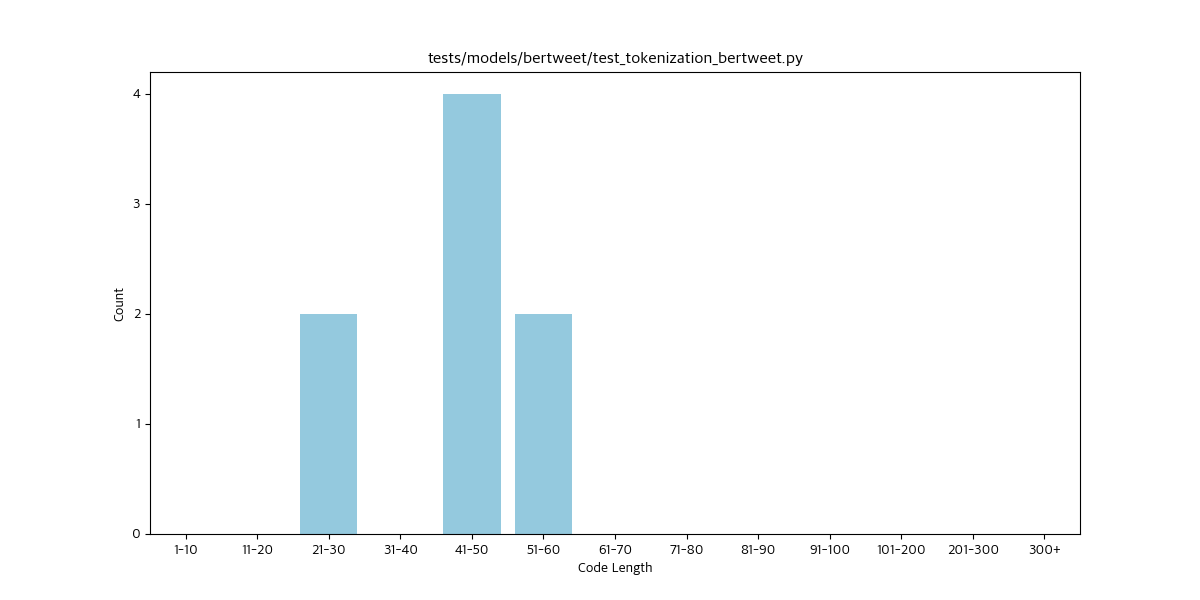 tests/models/bertweet/test_tokenization_bertweet.py
4
3
2
1
0
Count
1-10 11-20 21-30 31-40 41-50 51-60 61-70 71-80 81-90 91-100 101-200 201-300 300+
Code Length